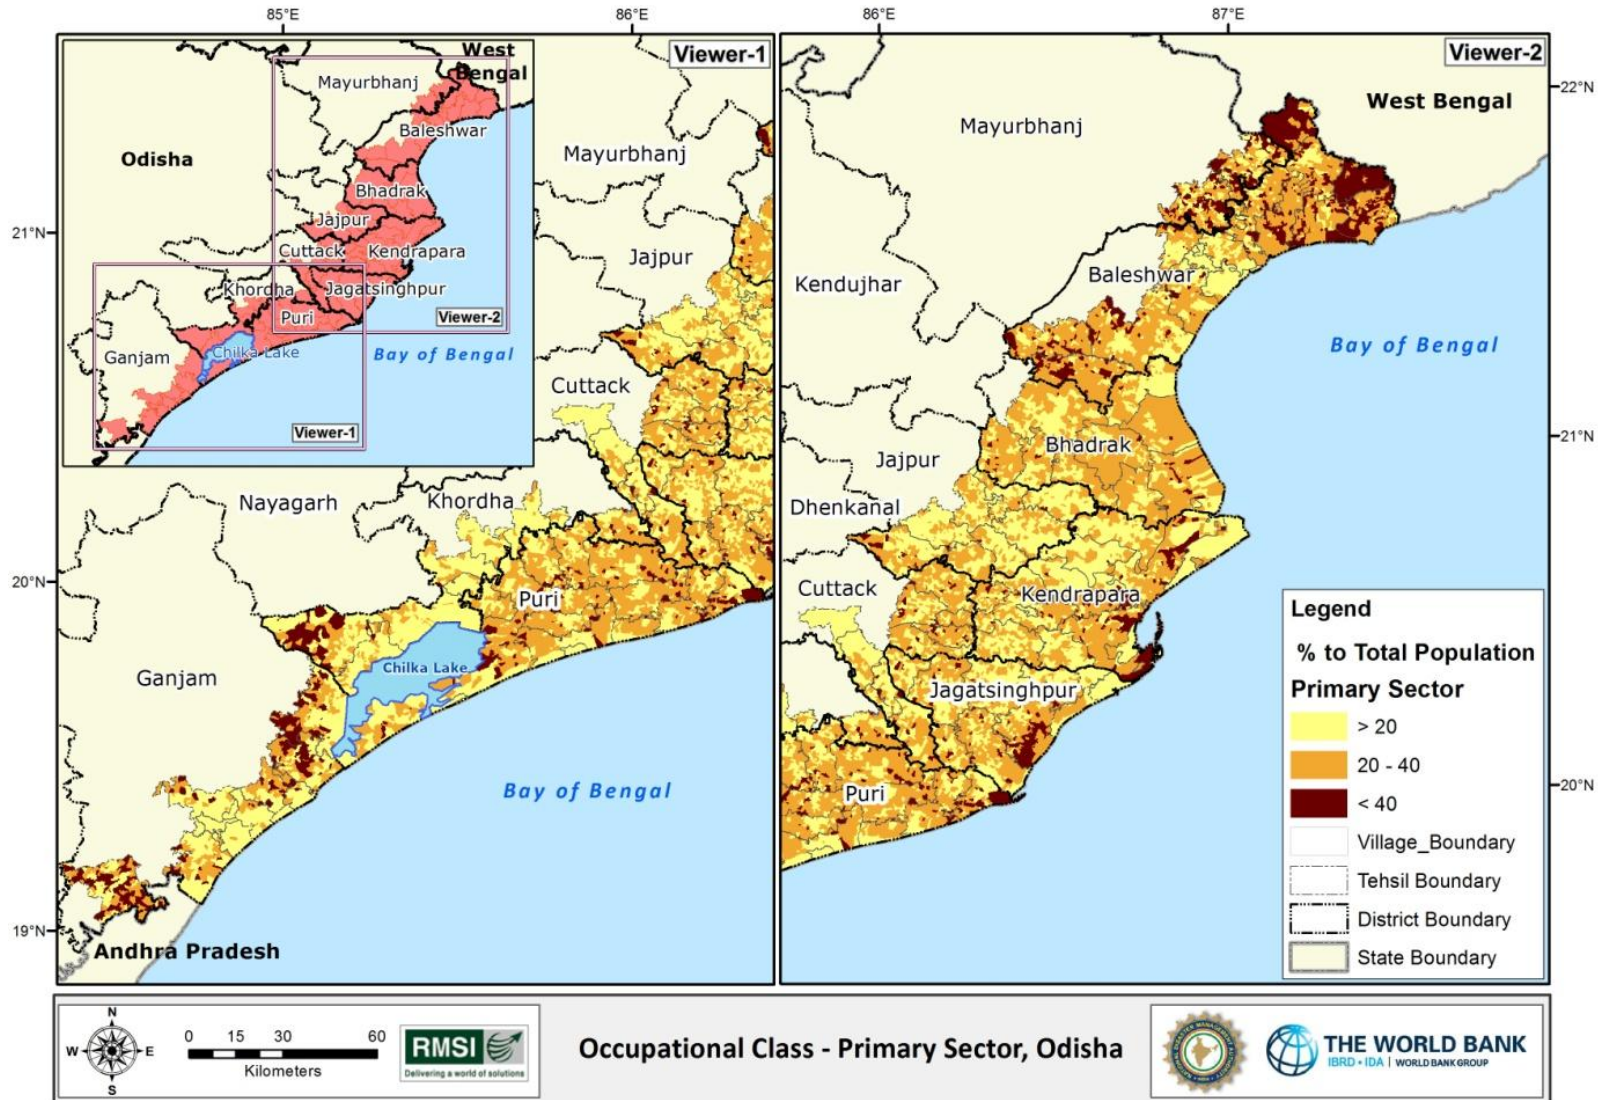 85°E
86°E
86°E
87°E
Viewer-1
Viewer-2
West
Bengal
Mayurbhanj
Baleshwar
Odisha
Bhadrak
Jajpur
Cuttack
Kendrapara
Khordha
Jagatsinghpur
Puri
Viewer-2
Ganjam
Chilka Lake
Bay of Bengal
Viewer-1
21°N
20°N
19°N
Mayurbhanj
Jajpur
Cuttack
Nayagarh
Khordha
Puri
Ganjam
Chilka Lake
Bay of Bengal
Andhra Pradesh
22°N
21°N
20°N
West Bengal
Mayurbhanj
Kendujhar
Baleshwar
Bay of Bengal
Bhadrak
Jajpur
Dhenkanal
Cuttack
Kendrapara
Jagatsinghpur
Puri
Legend
% to Total Population
Primary Sector
> 20
20 - 40
< 40
Village_Boundary
Tehsil Boundary
District Boundary
State Boundary
N
W E
S
0 15 30 60
Kilometers
RMSI
Delivering a world of solutions
Occupational Class - Primary Sector, Odisha
THE WORLD BANK
IBRD • IDA | WORLD BANK GROUP